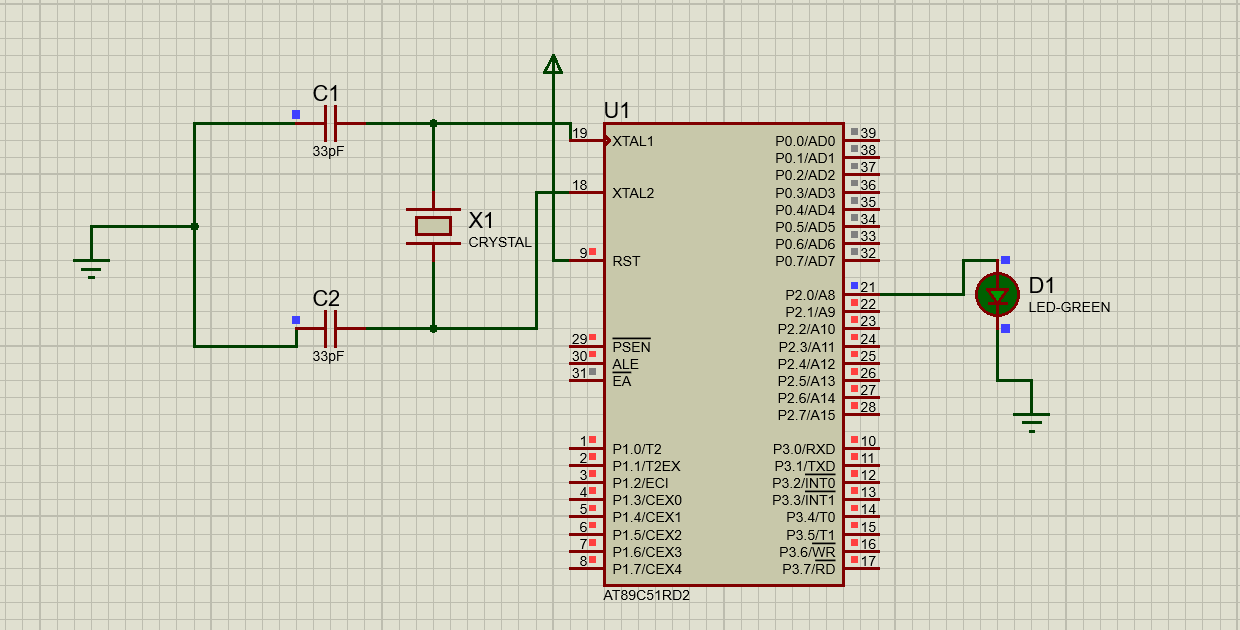 C1
33pF
X1
CRYSTAL
C2
33pF
U1
19 XTAL1
18 XTAL2
9 RST
29 PSEN
30 ALE
31 EA
1 P1.0/T2
2 P1.1/T2EX
3 P1.2/ECI
4 P1.3/CEX0
5 P1.4/CEX1
6 P1.5/CEX2
7 P1.6/CEX3
8 P1.7/CEX4
P0.0/AD0 39
P0.1/AD1 38
P0.2/AD2 37
P0.3/AD3 36
P0.4/AD4 35
P0.5/AD5 34
P0.6/AD6 33
P0.7/AD7 32
P2.0/A8 21
P2.1/A9 22
P2.2/A10 23
P2.3/A11 24
P2.4/A12 25
P2.5/A13 26
P2.6/A14 27
P2.7/A15 28
P3.0/RXD 10
P3.1/TXD 11
P3.2/INT0 12
P3.3/INT1 13
P3.4/T0 14
P3.5/T1 15
P3.6/WR 16
P3.7/RD 17
AT89C51RD2
D1
LED-GREEN